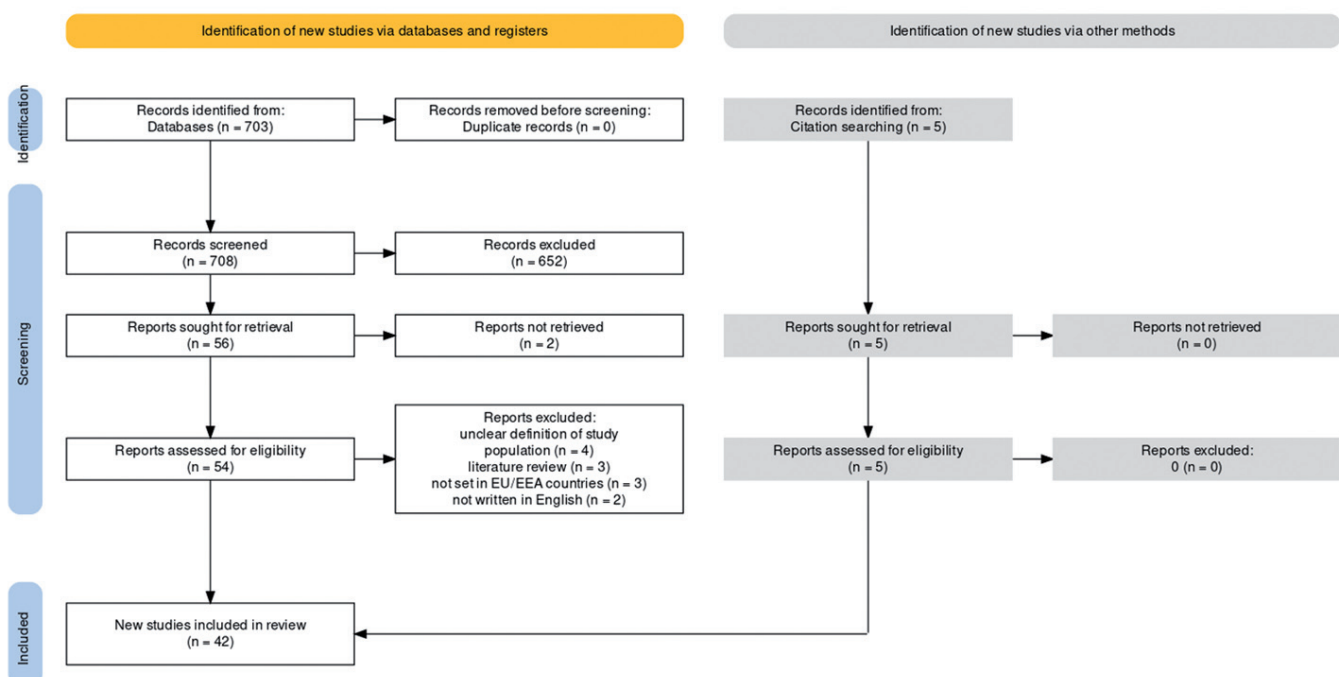 Identification of new studies via databases and registers
Identification of new studies via other methods
Identification
Records identified from:
Databases (n = 703)
Records removed before screening:
Duplicate records (n = 0)
Records identified from:
Citation searching (n = 5)
Screening
Records screened
(n = 708)
Records excluded
(n = 652)
Reports sought for retrieval
(n = 56)
Reports not retrieved
(n = 2)
Reports sought for retrieval
(n = 5)
Reports not retrieved
(n = 0)
Reports assessed for eligibility
(n = 54)
Reports excluded:
unclear definition of study
population (n = 4)
literature review (n = 3)
not set in EU/EEA countries (n = 3)
not written in English (n = 2)
Reports assessed for eligibility
(n = 5)
Reports excluded:
0 (n = 0)
Included
New studies included in review
(n = 42)